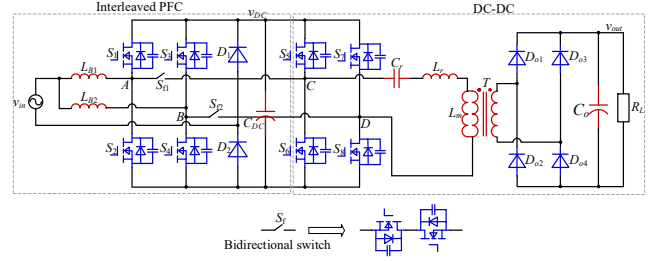 Interleaved PFC
DC-DC
v_DC
v_out
S_1
S_3
D_1
S_5
S_7
D_o1
D_o3
L_B1
A
S_f1
C
C_r
L_r
T
L_B2
v_in
B
S_f2
C_DC
D
L_m
C_o
R_L
S_2
S_4
D_2
S_6
S_8
D_o2
D_o4
S_f
Bidirectional switch